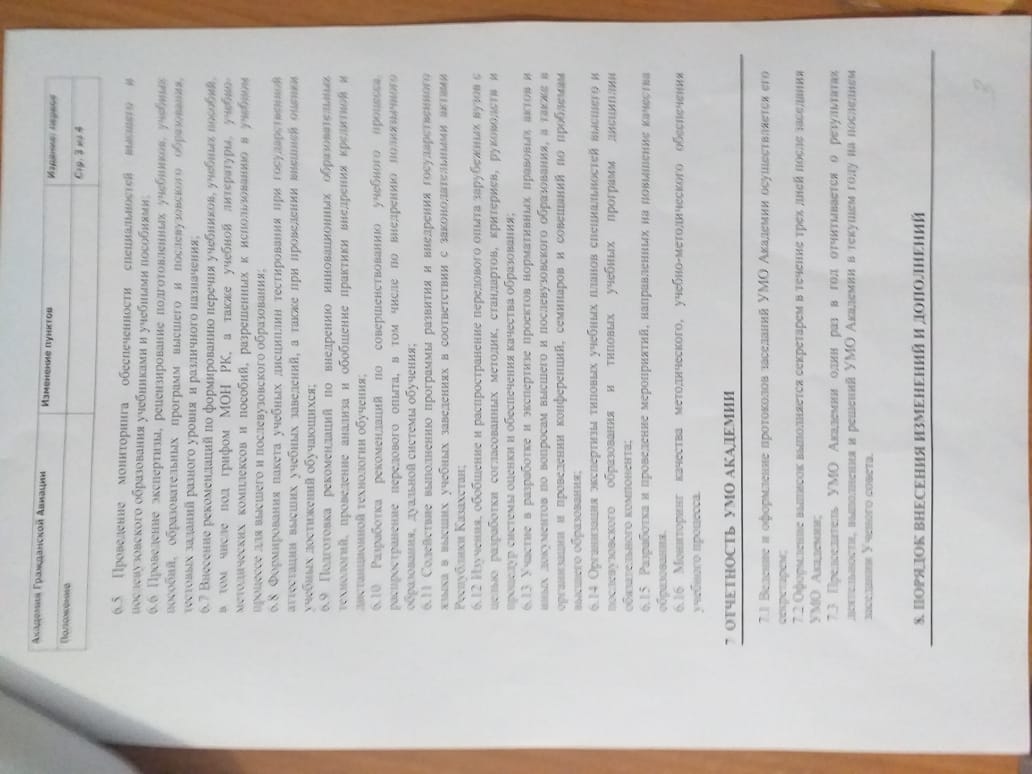 Академия Гражданской Авиации
Изменение пунктов
Издание: первое
Положение
Стр. 3 из 4
6.5 Проведение мониторинга обеспеченности специальностей высшего и
послевузовского образования учебниками и учебными пособиями;
6.6 Проведение экспертизы, рецензирование подготовленных учебников, учебных
пособий, образовательных программ высшего и послевузовского образования,
тестовых заданий разного уровня и различного назначения;
6.7 Внесение рекомендаций по формированию перечня учебников, учебных пособий,
в том числе под грифом МОН РК, а также учебной литературы, учебно-
методических комплексов и пособий, разрешенных к использованию в учебном
процессе для высшего и послевузовского образования;
6.8 Формирования пакета учебных дисциплин тестирования при государственной
аттестации высших учебных заведений, а также при проведении внешней оценки
учебных достижений обучающихся;
6.9 Подготовка рекомендаций по внедрению инновационных образовательных
технологий, проведение анализа и обобщение практики внедрения кредитной и
дистанционной технологии обучения;
6.10 Разработка рекомендаций по совершенствованию учебного процесса,
распространение передового опыта, в том числе по внедрению полиязычного
образования, дуальной системы обучения;
6.11 Содействие выполнению программы развития и внедрения государственного
языка в высших учебных заведениях в соответствии с законодательными актами
Республики Казахстан;
6.12 Изучения, обобщение и распространение передового опыта зарубежных вузов с
целью разработки согласованных методик, стандартов, критериев, руководств и
процедур системы оценки и обеспечения качества образования;
6.13 Участие в разработке и экспертизе проектов нормативных правовых актов и
иных документов по вопросам высшего и послевузовского образования, а также в
организации и проведении конференций, семинаров и совещаний по проблемам
высшего образования;
6.14 Организация экспертизы типовых учебных планов специальностей высшего и
послевузовского образования и типовых учебных программ дисциплин
обязательного компонента;
6.15 Разработка и проведение мероприятий, направленных на повышение качества
образования.
6.16 Мониторинг качества методического, учебно-методического обеспечения
учебного процесса.
7 ОТЧЕТНОСТЬ УМО АКАДЕМИИ
7.1 Ведение и оформление протоколов заседаний УМО Академии осуществляется его
секретарем;
7.2 Оформление выписок выполняется секретарем в течение трех дней после заседания
УМО Академии;
7.3 Председатель УМО Академии один раз в год отчитывается о результатах
деятельности, выполнения и решений УМО Академии в текущем году на последнем
заседании Ученого совета.
8. ПОРЯДОК ВНЕСЕНИЯ ИЗМЕНЕНИЙ И ДОПОЛНЕНИЙ
3